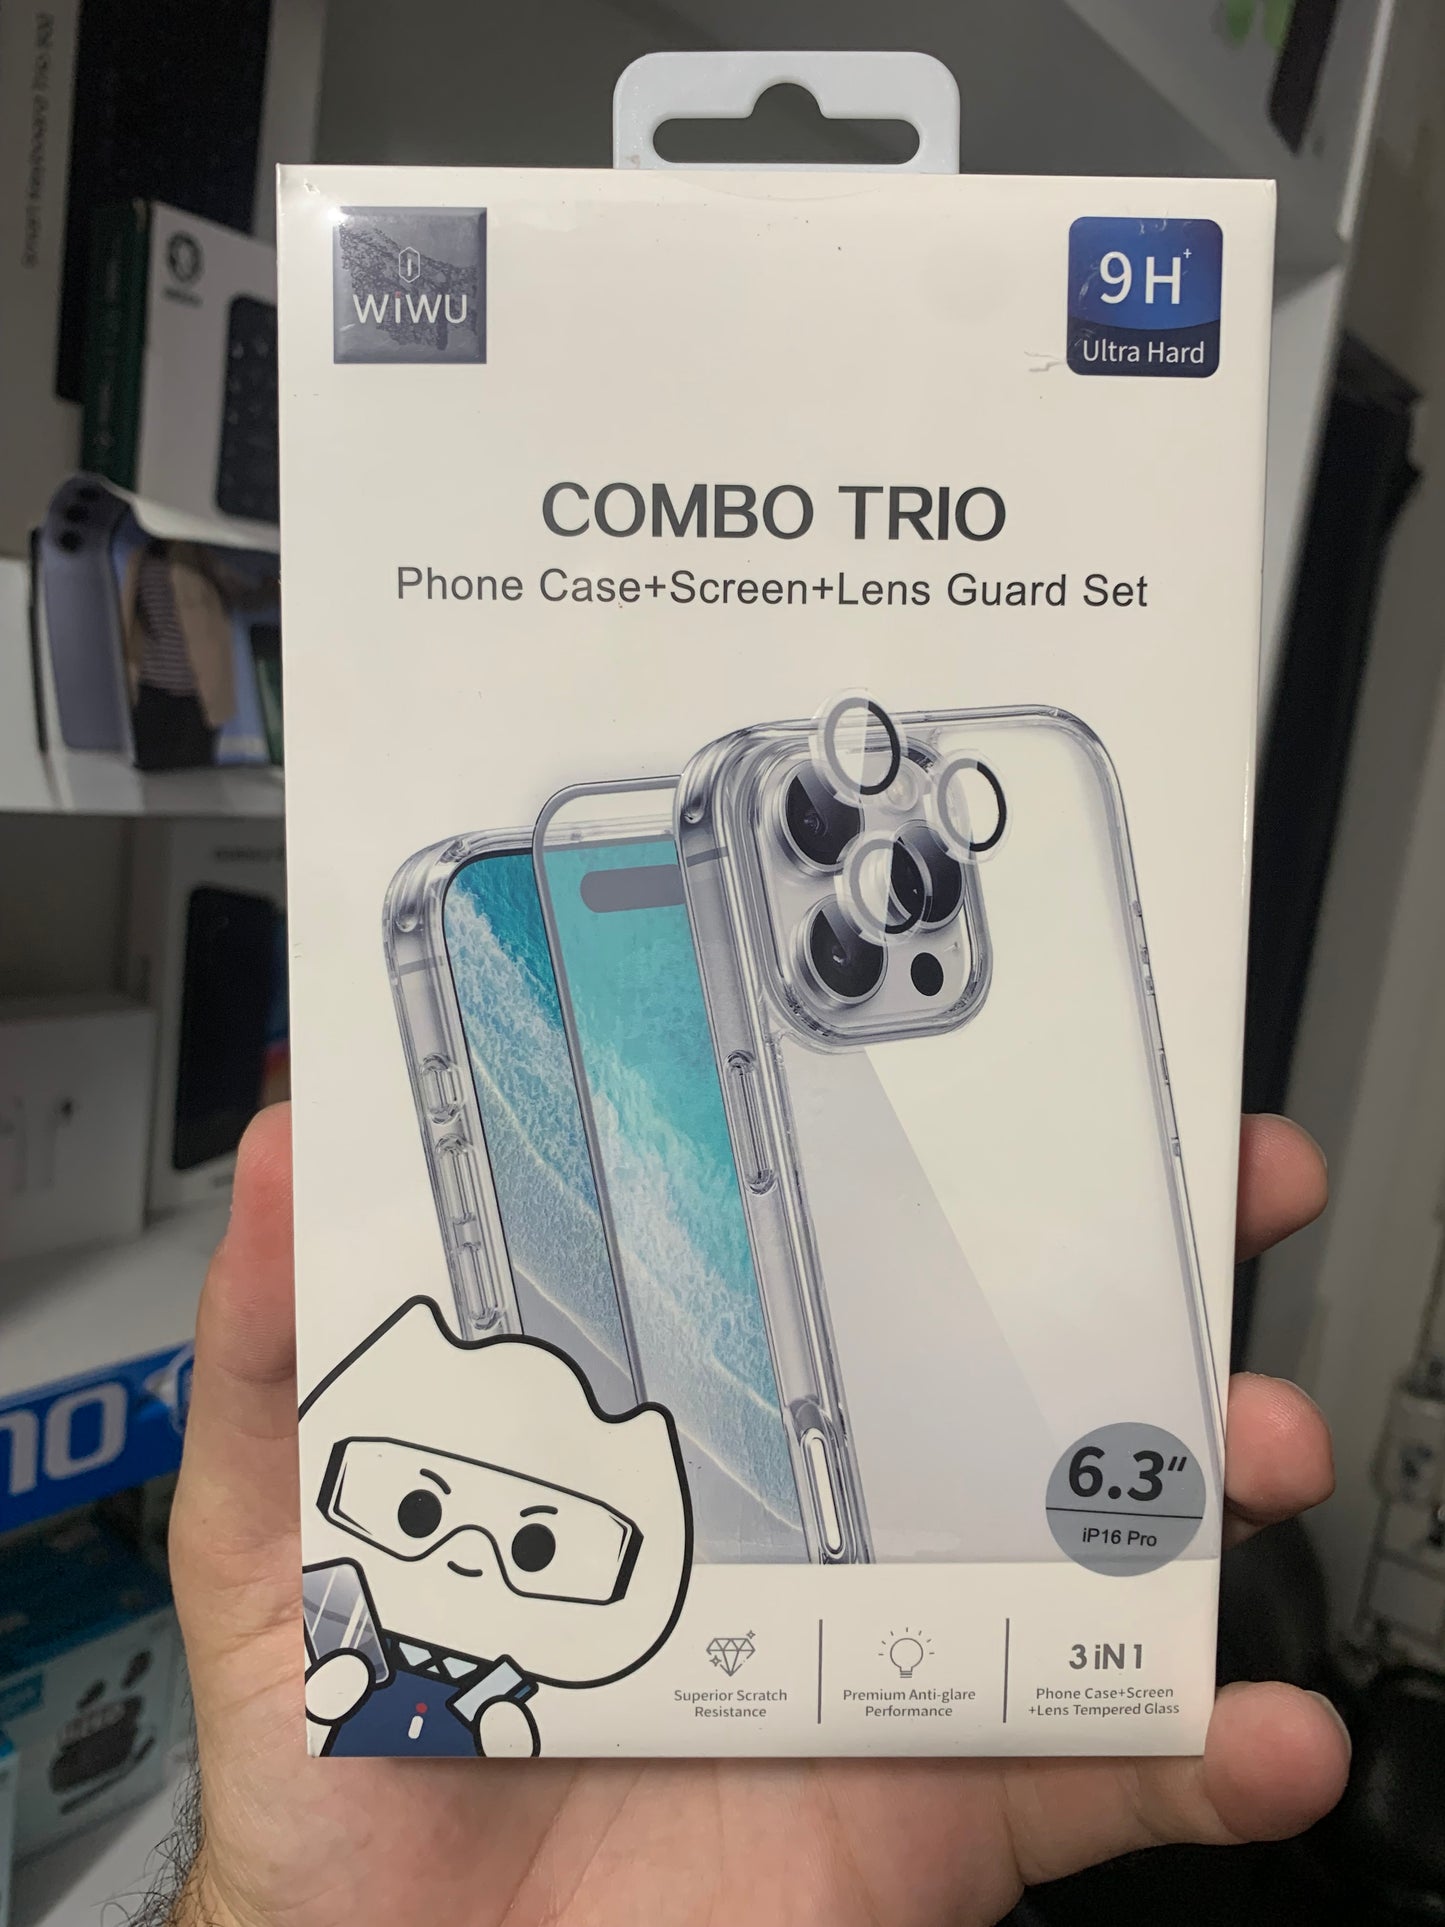 WiWU
9H+
Ultra Hard
COMBO TRIO
Phone Case+Screen+Lens Guard Set
6.3"
iP16 Pro
Superior Scratch
Resistance
Premium Anti-glare
Performance
3 iN 1
Phone Case+Screen
+Lens Tempered Glass